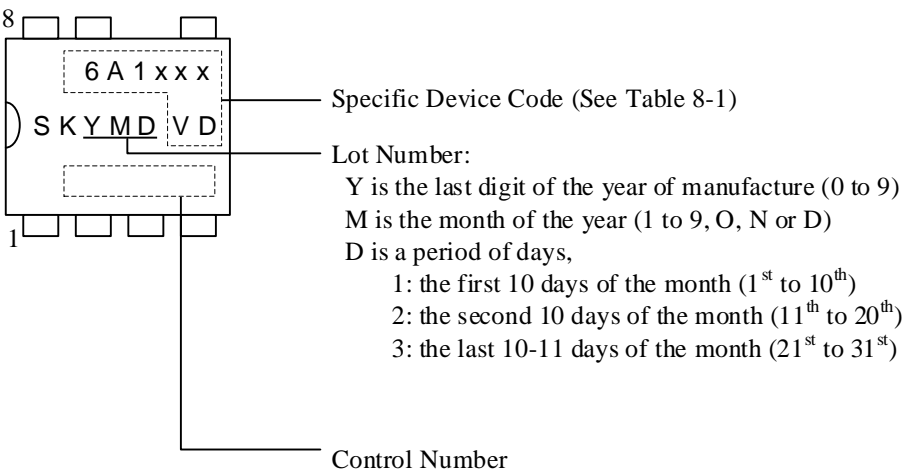 8
6 A 1 x x x
S K Y M D V D
1
Specific Device Code (See Table 8-1)
Lot Number:
Y is the last digit of the year of manufacture (0 to 9)
M is the month of the year (1 to 9, O, N or D)
D is a period of days,
1: the first 10 days of the month (1st to 10th)
2: the second 10 days of the month (11th to 20th)
3: the last 10-11 days of the month (21st to 31st)
Control Number